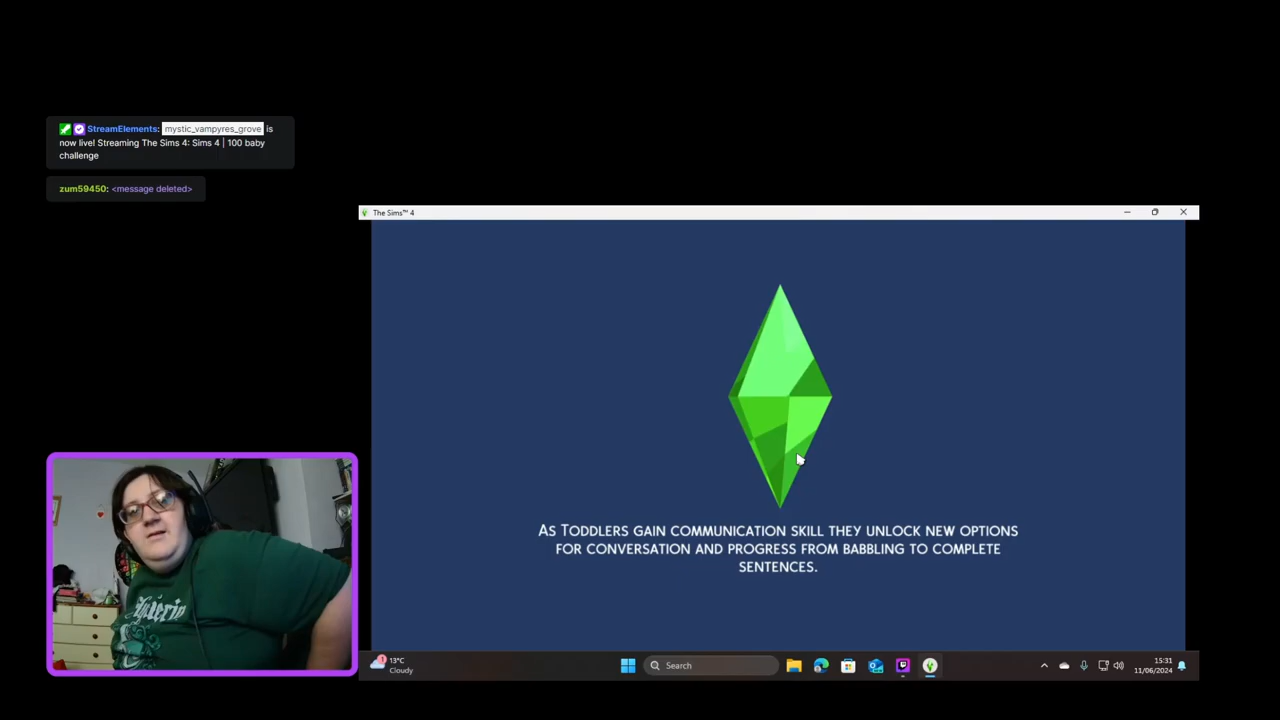 StreamElements: mystic_vampyres_grove is
now live! Streaming The Sims 4: Sims 4 | 100 baby
challenge
zum59450: <message deleted>
The Sims™ 4
AS TODDLERS GAIN COMMUNICATION SKILL THEY UNLOCK NEW OPTIONS
FOR CONVERSATION AND PROGRESS FROM BABBLING TO COMPLETE
SENTENCES.
1
13°C
Cloudy
Search
15:31
11/06/2024